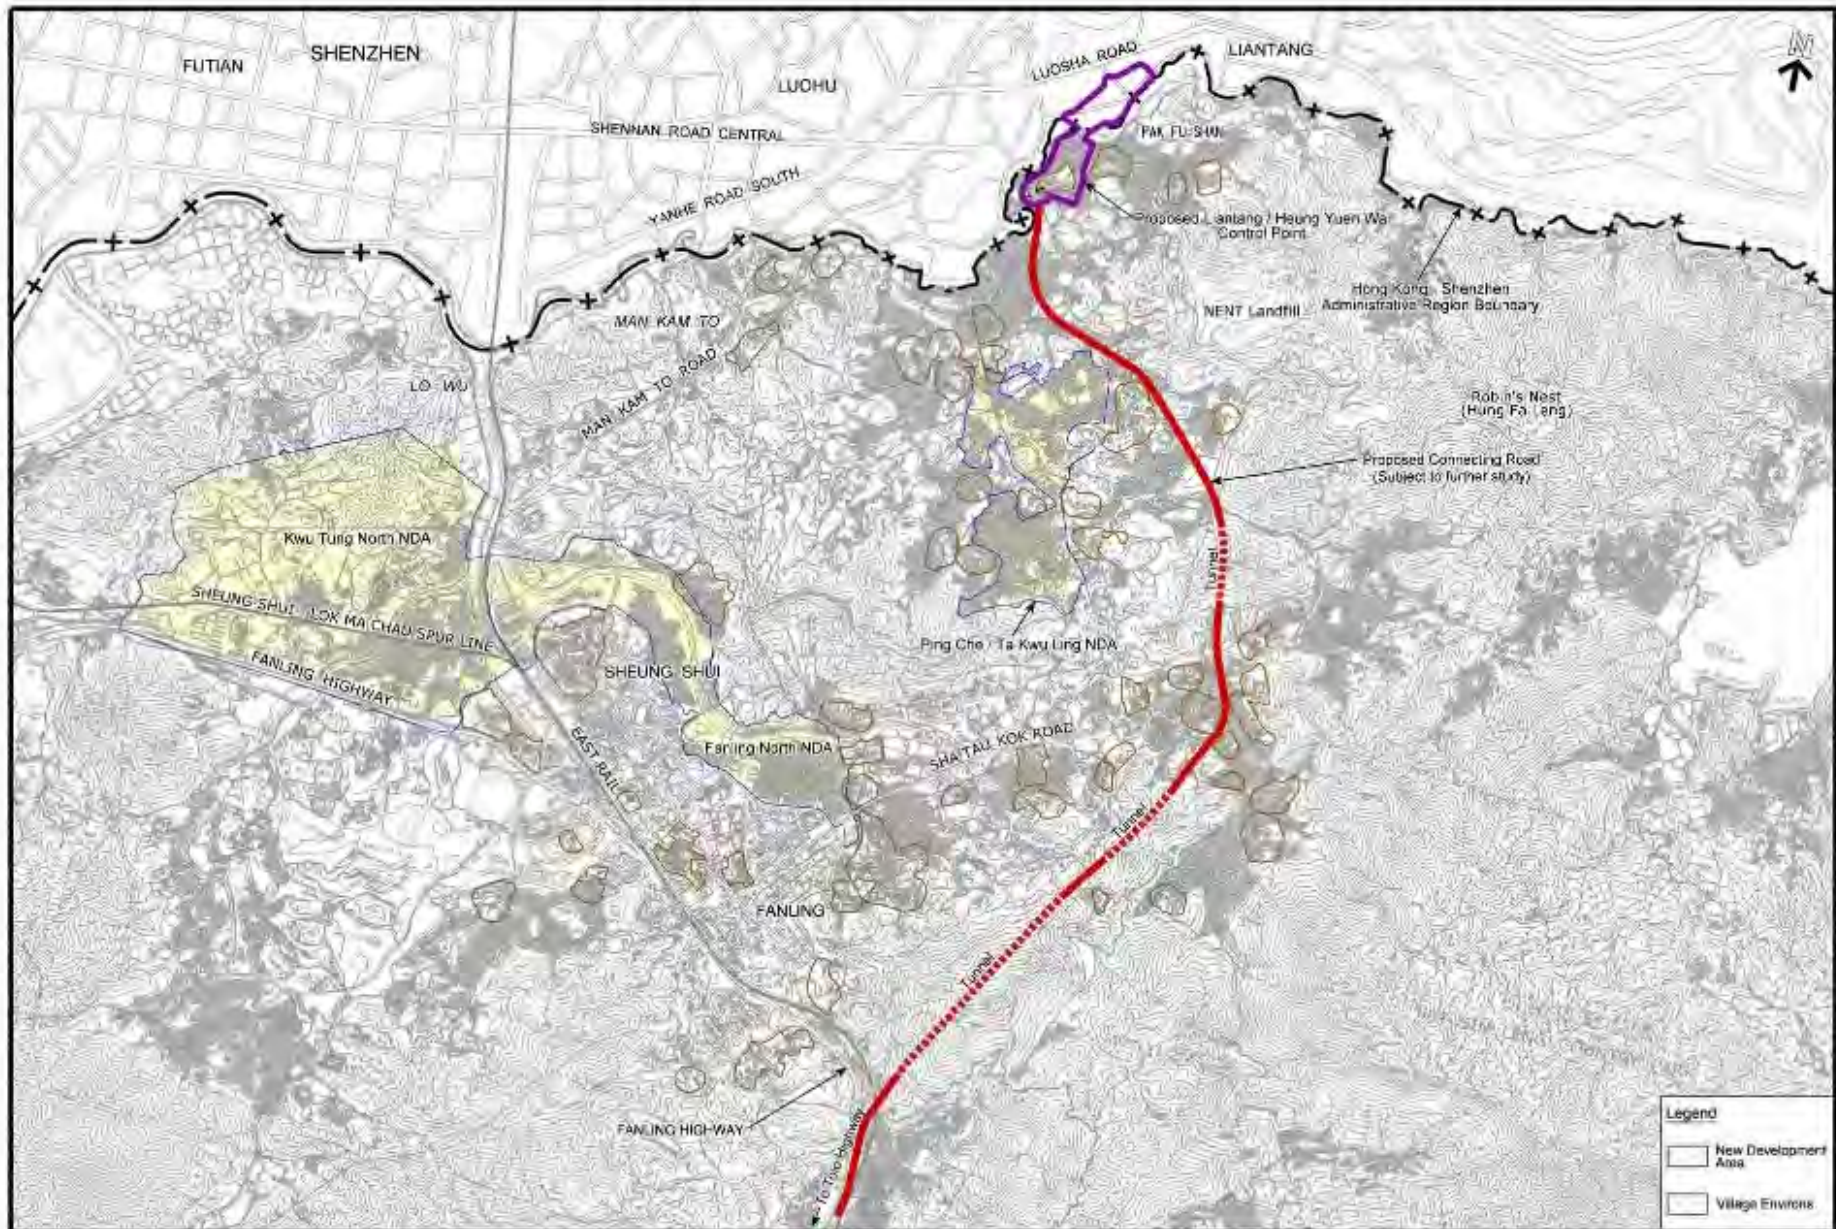 SHENZHEN
FUTIAN
LUOHU
LUOSHA ROAD
LIANTANG
N
SHENNAN ROAD CENTRAL
PAK FU SHAN
YANHE ROAD SOUTH
Proposed Liantang / Heung Yuen Wai
Control Point
Hong Kong - Shenzhen
Administrative Region Boundary
NENT Landfill
MAN KAM TO
LO WU
MAN KAM TO ROAD
Robin's Nest
(Hung Fa Leng)
Proposed Connecting Road
(Subject to further study)
Kwu Tung North NDA
Tunnel
SHEUNG SHUI - LOK MA CHAU SPUR LINE
Ping Che / Ta Kwu Ling NDA
FANLING HIGHWAY
SHEUNG SHUI
EAST RAIL
Fanling North NDA
SHA TAU KOK ROAD
Tunnel
FANLING
Tunnel
FANLING HIGHWAY
To Tolo Highway
Legend
New Development
Area
Village Environs